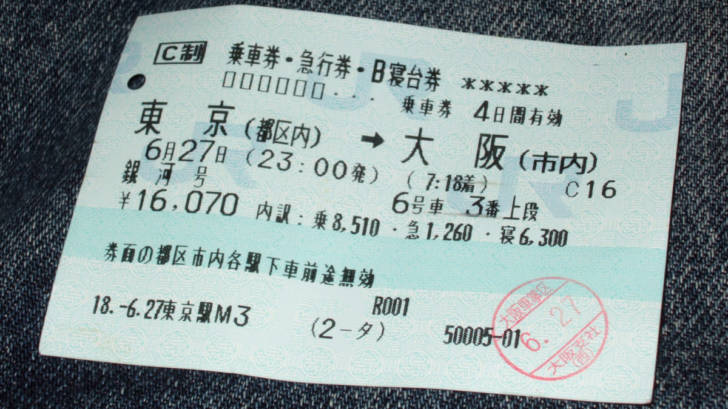 C制 乗車券・急行券・B寝台券 *****
□□□□□□... 乗車券 4日間有効
東京(都区内) → 大阪(市内)
6月27日(23:00発) (7:18着) C16
銀河号 6号車 3番上段
¥16,070 内訳:乗8,510・急1,260・寝6,300
券面の都区市内各駅下車前途無効
18.-6.27東京駅M3 R001
(2-タ) 50005-01
6.27
大阪支社